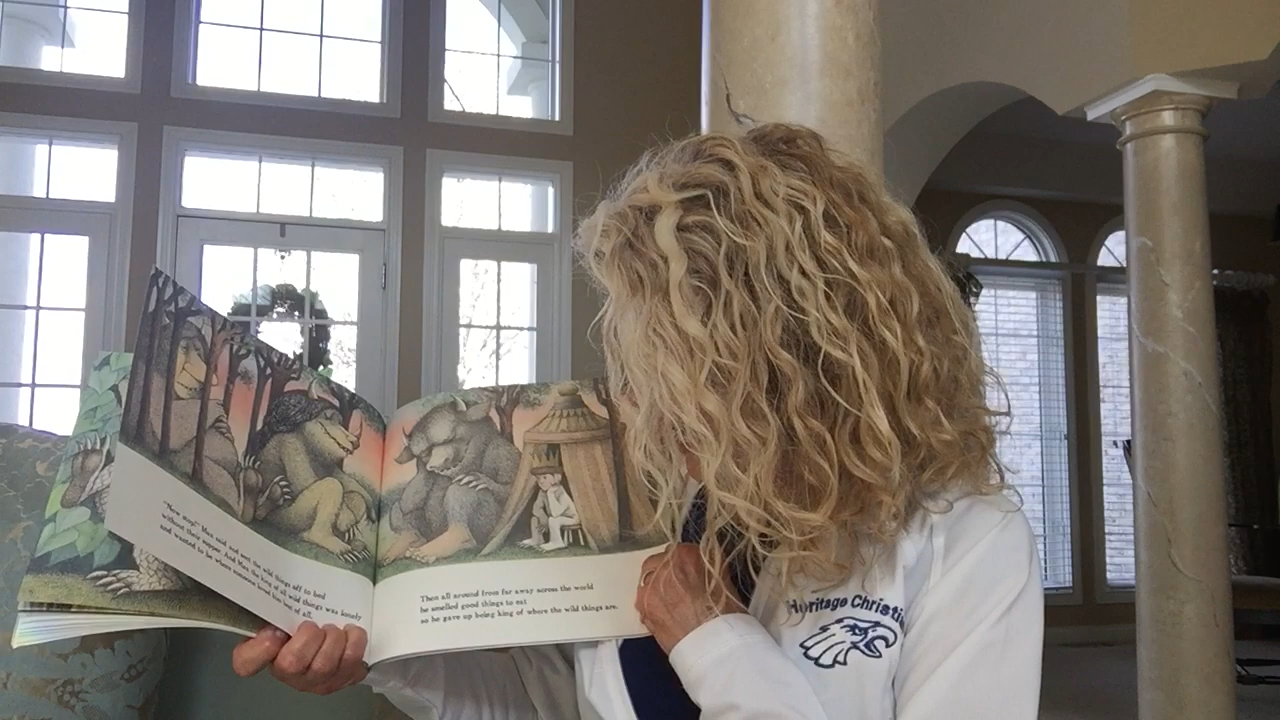 "Now stop!" Max said and sent the wild things off to bed
without their supper. And Max the king of all wild things was lonely
and wanted to be where someone loved him best of all.
Then all around from far away across the world
he smelled good things to eat
so he gave up being king of where the wild things are.
Heritage Christi